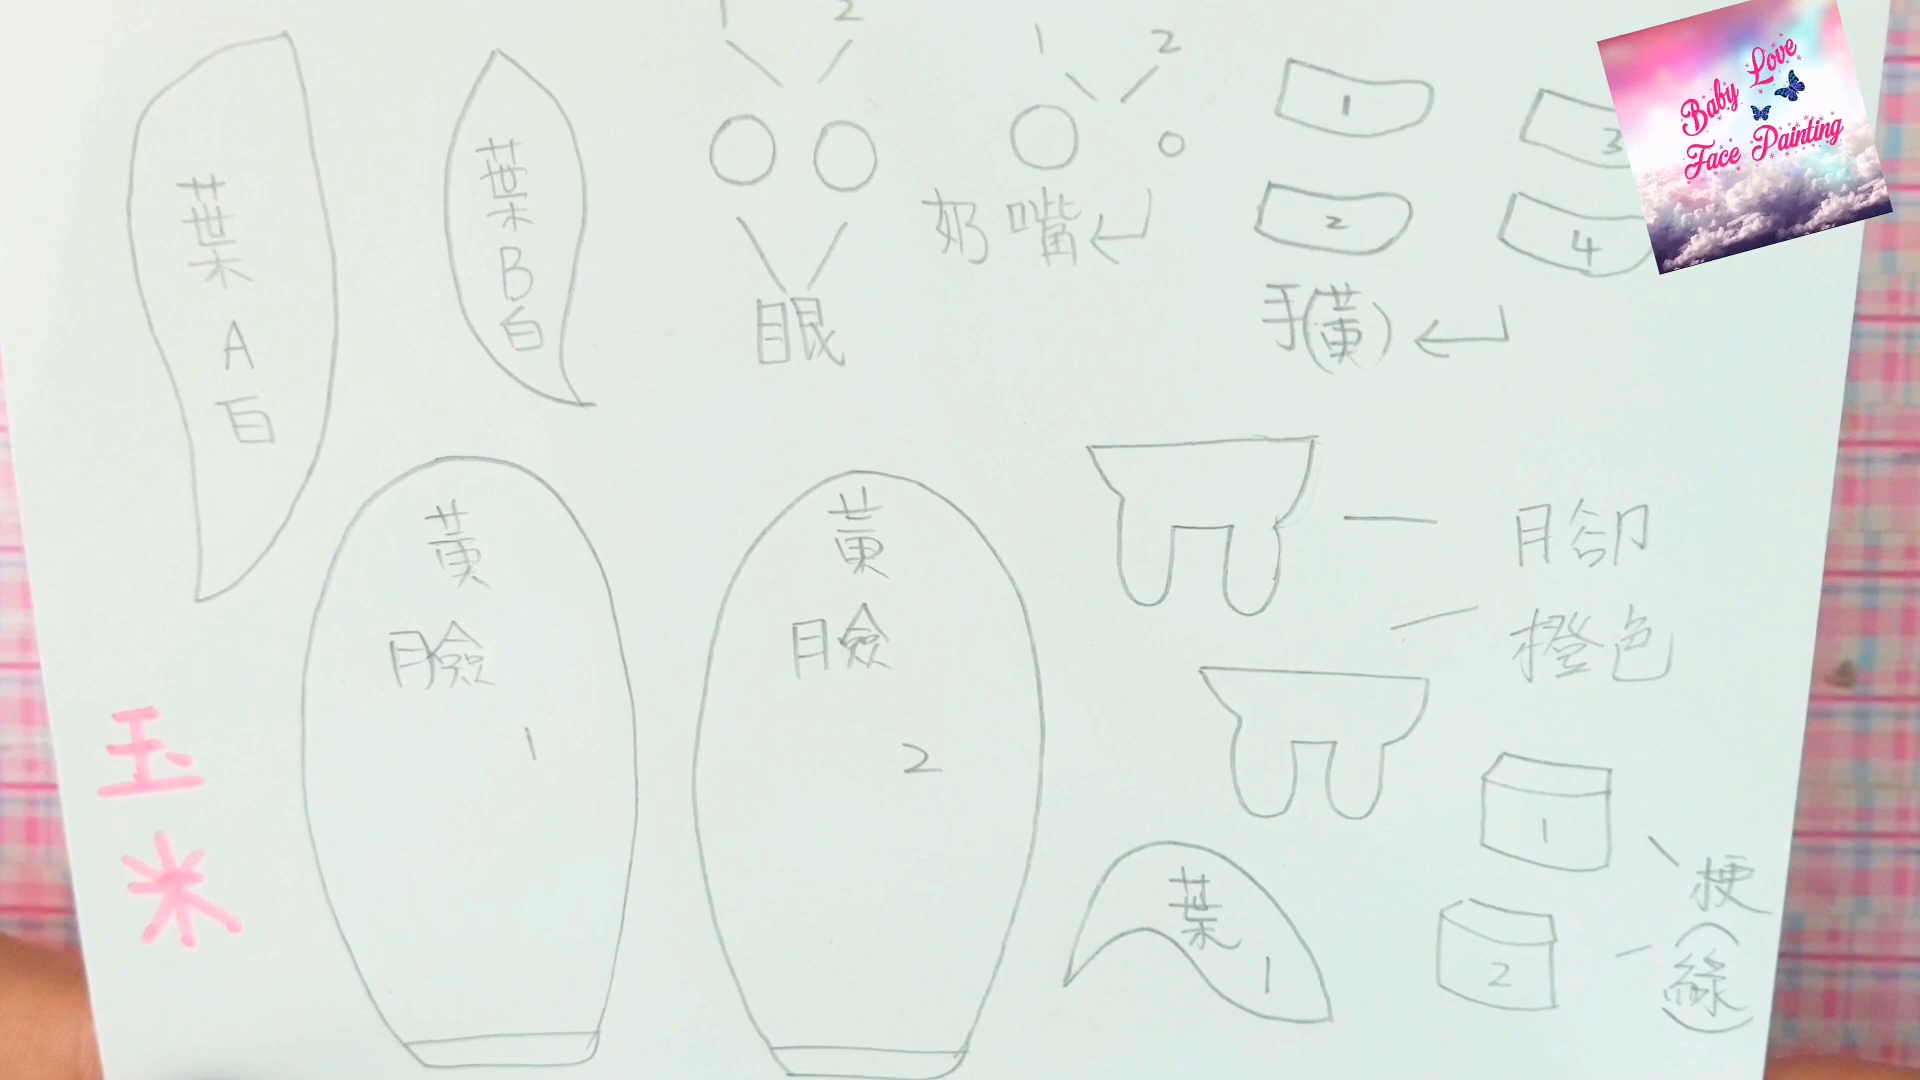 1 2
眼
1 2
奶嘴
1
2
3
4
手(黃)
葉A白
葉B白
黃
臉
1
黃
臉
2
腳
橙色
葉1
1
2
梗
(綠)
玉米
Baby Love
Face Painting